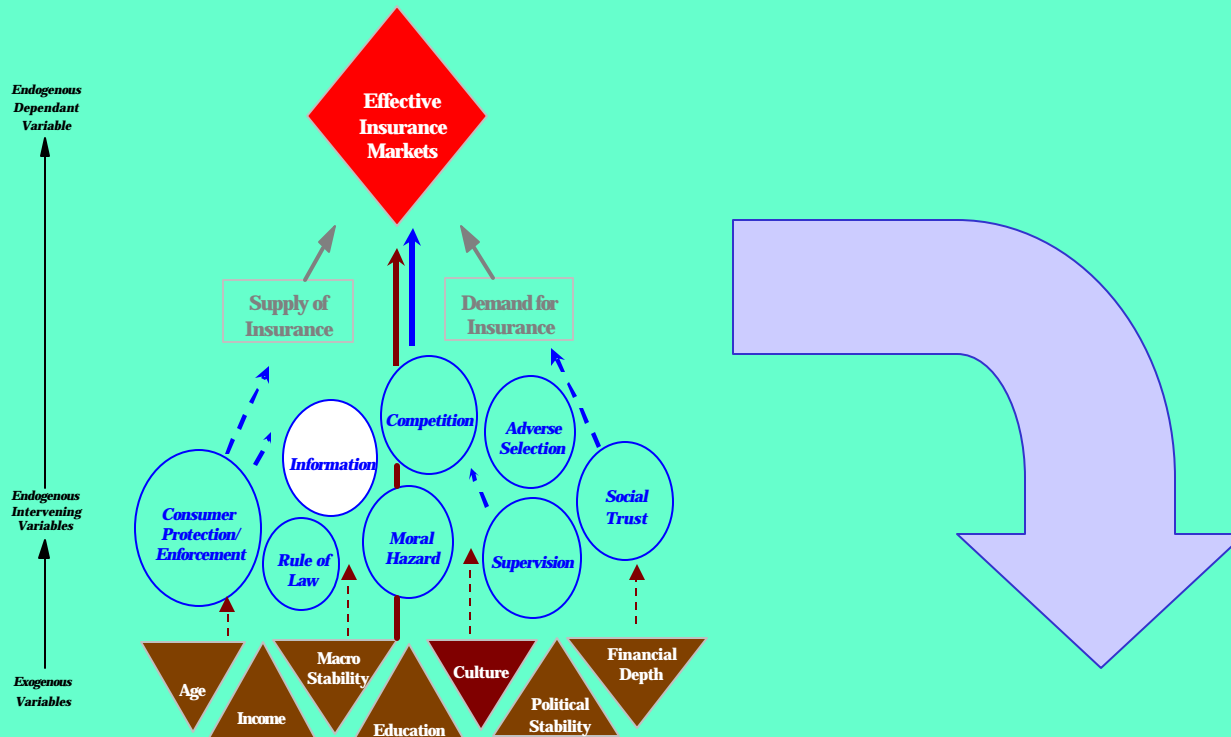 Endogenous
Dependant
Variable
Effective
Insurance
Markets
Supply of
Insurance
Demand for
Insurance
Competition
Adverse
Selection
Information
Social
Trust
Endogenous
Intervening
Variables
Consumer
Protection/
Enforcement
Rule of
Law
Moral
Hazard
Supervision
Exogenous
Variables
Age
Income
Macro
Stability
Education
Culture
Political
Stability
Financial
Depth